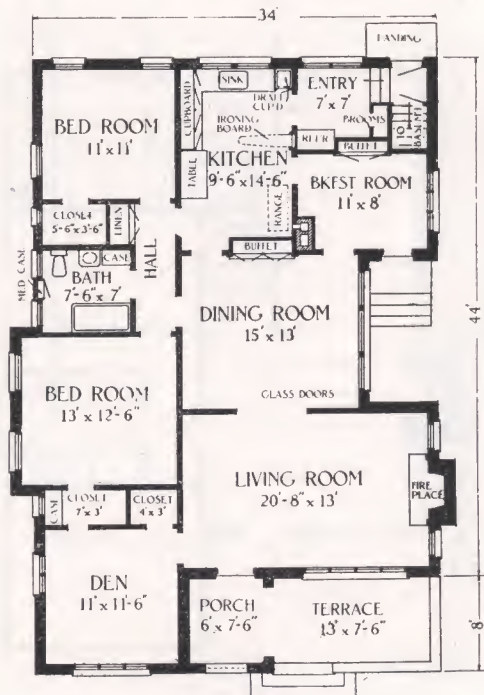 34'
LANDING
SINK
ENTRY
7' x 7'
DRAFT
CUP'D
CUPBOARD
BED ROOM
11' x 11'
IRONING
BOARD
BROOMS
TO
BASEM'T
REFR.
BUFFET
KITCHEN
9'-6" x 14'-6"
TABLE
RANGE
BKFST ROOM
11' x 8'
CLOSET
5'-6" x 3'-6"
LINEN
HALL
BUFFET
MED CASE
CASE
BATH
7'-6" x 7'
DINING ROOM
15' x 13'
44'
BED ROOM
13' x 12'-6"
GLASS DOORS
LIVING ROOM
20'-8" x 13'
FIRE
PLACE
CASE
CLOSET
7' x 3'
CLOSET
4' x 3'
DEN
11' x 11'-6"
PORCH
6' x 7'-6"
TERRACE
13' x 7'-6"
8'